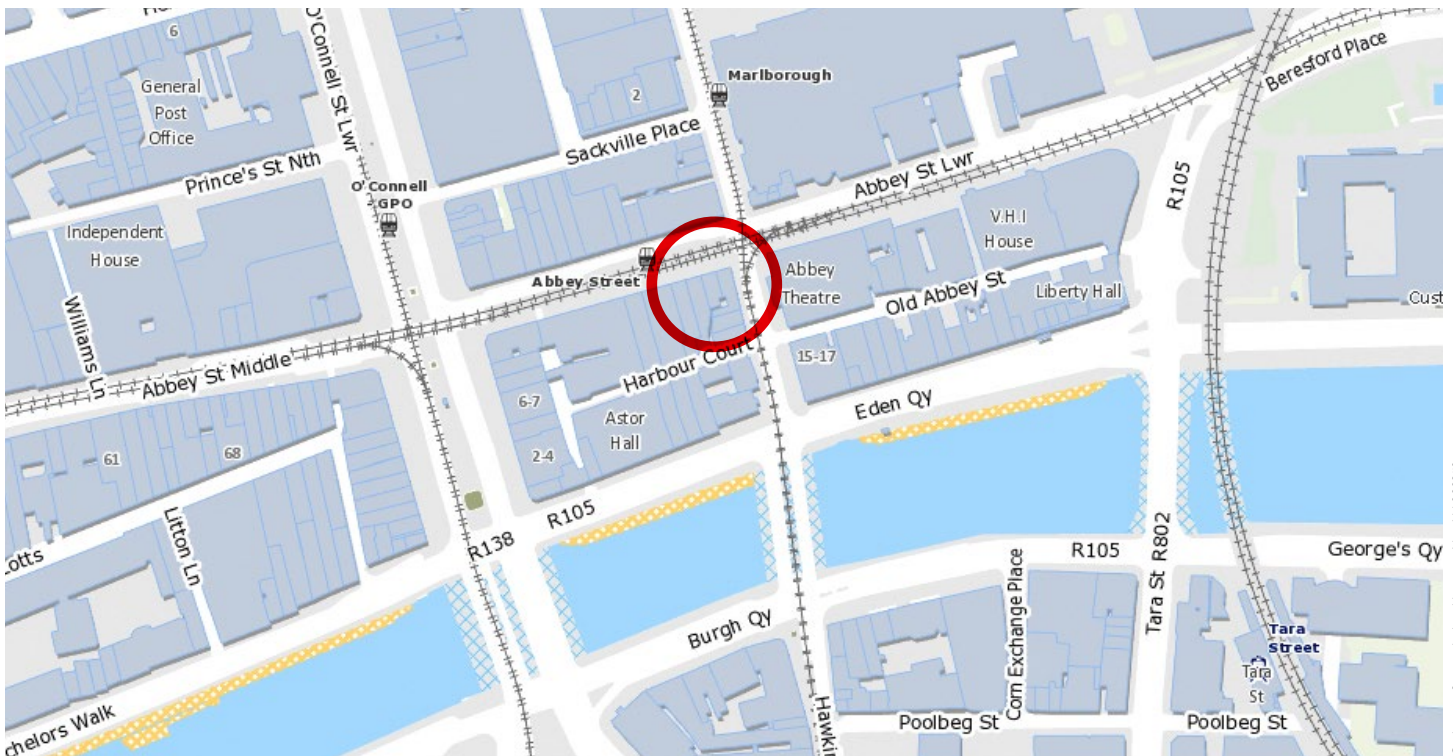 6
O'Connell St Lwr
General
Post
Office
2
Marlborough
Beresford Place
Sackville Place
Prince's St Nth
Abbey St Lwr
R105
O'Connell
- GPO
Independent
House
V.H.I
House
Abbey Street
Abbey
Theatre
Old Abbey St
Liberty Hall
Williams Ln
Harbour Court
15-17
Abbey St Middle
6-7
Astor
Hall
Eden Qy
61
68
2-4
R105
Litton Ln
R138
R105
George's Qy
Corn Exchange Place
Tara St R802
Burgh Qy
Tara
Street
Tara
St
Poolbeg St
Poolbeg St